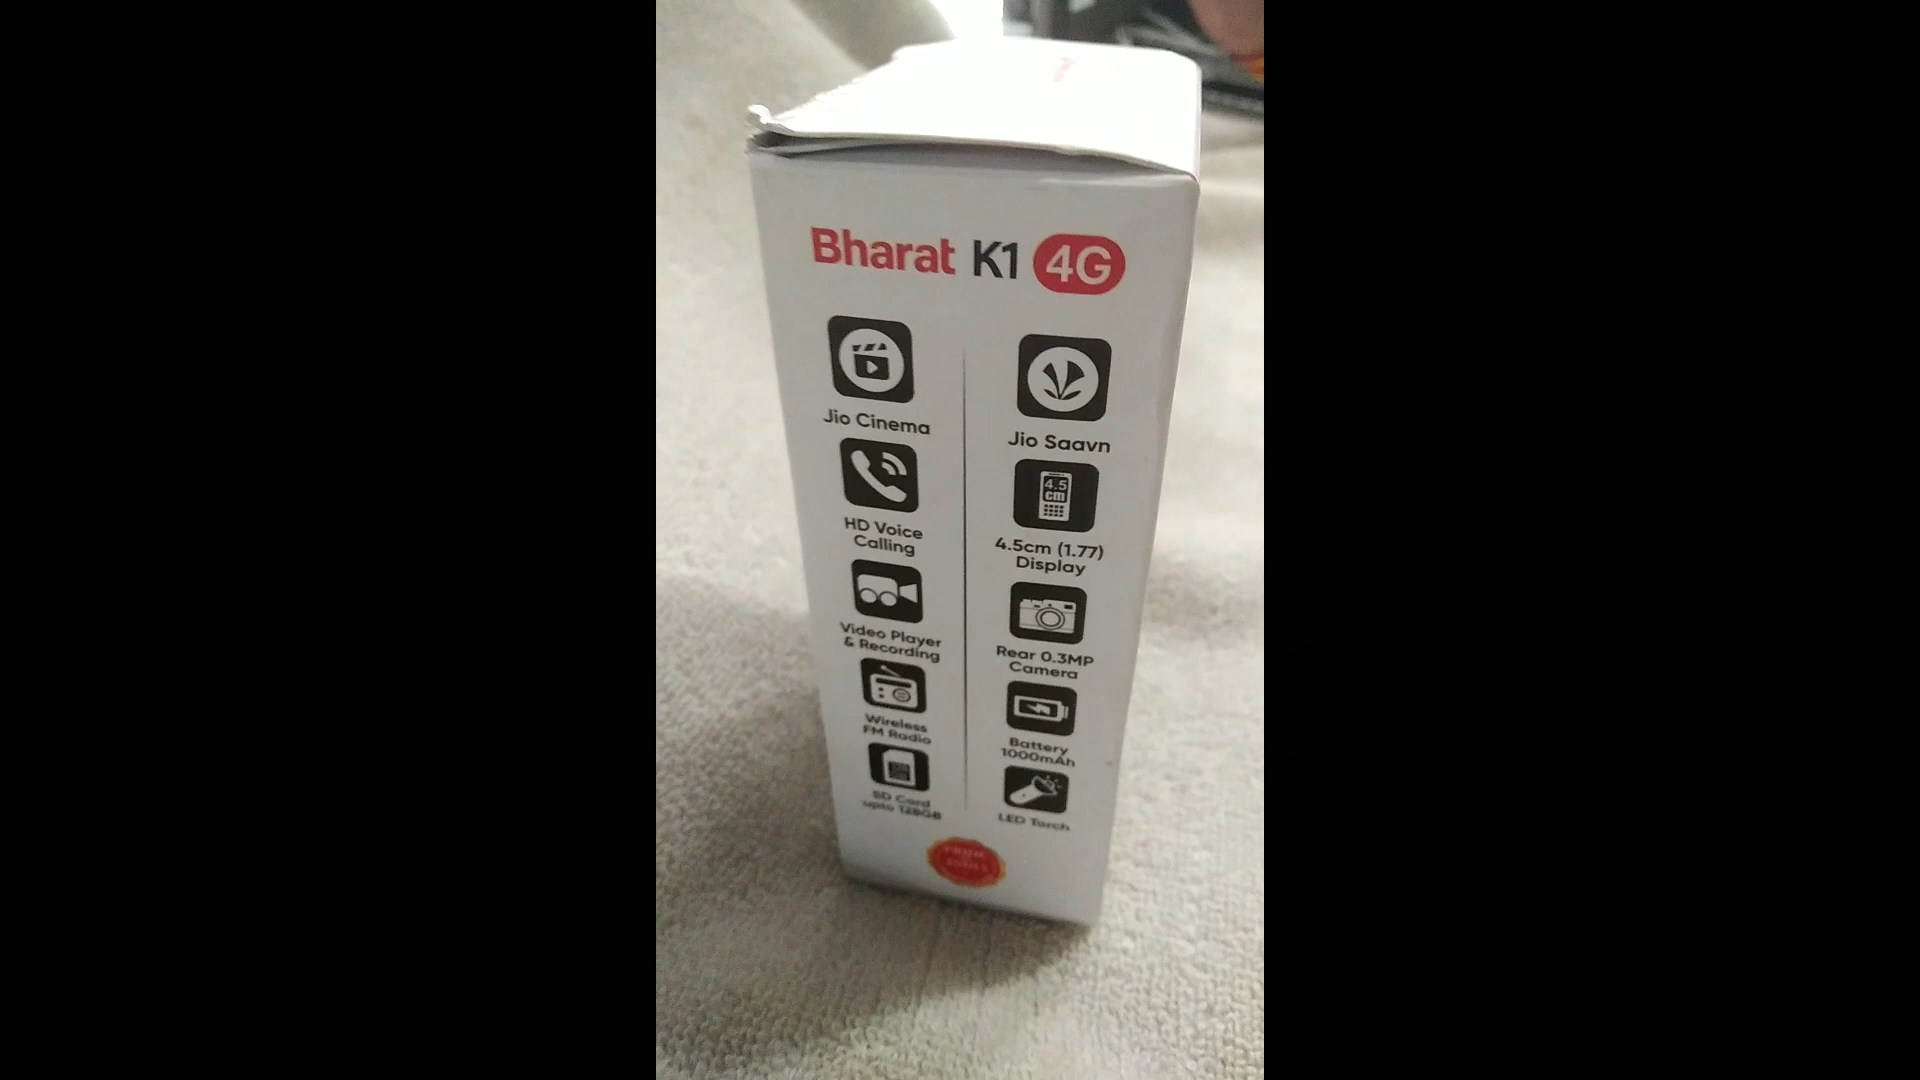 Bharat K1 4G
Jio Cinema
HD Voice
Calling
Video Player
& Recording
Wireless
FM Radio
SD Card
upto 128GB
Jio Saavn
4.5
cm
4.5cm (1.77)
Display
Rear 0.3MP
Camera
Battery
1000mAh
LED Torch